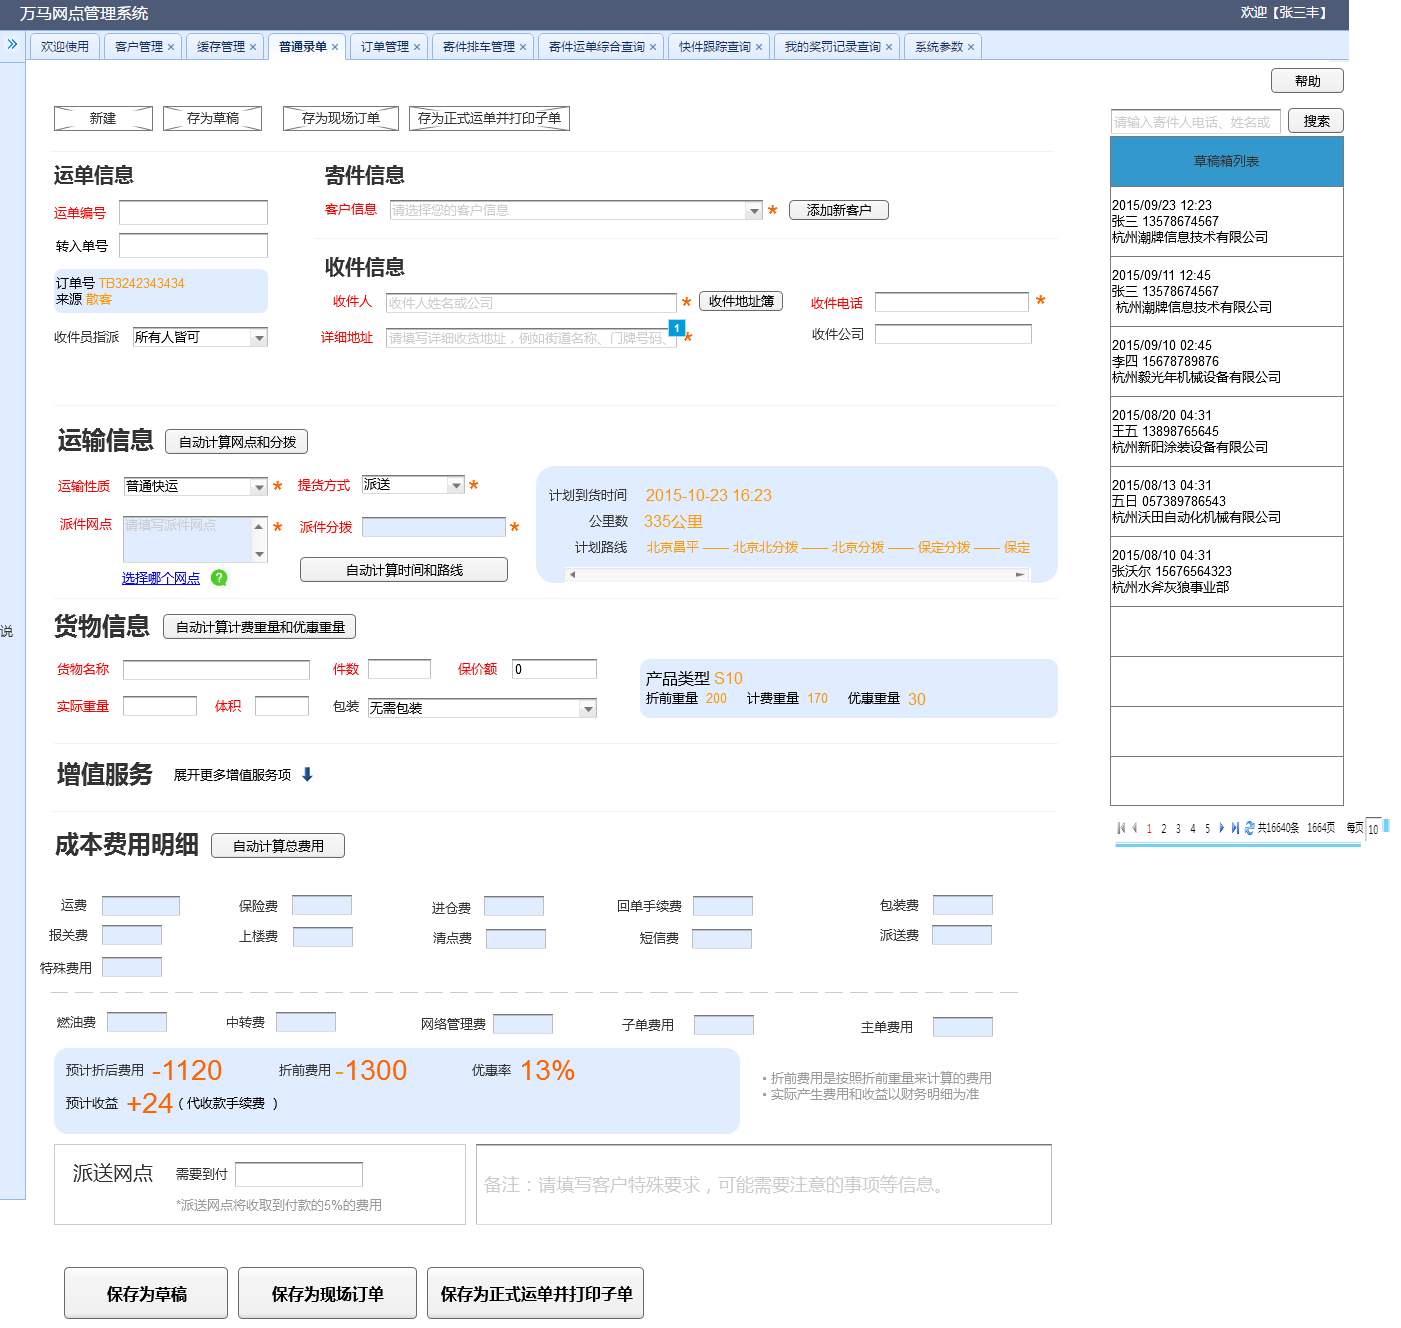 万马网点管理系统
欢迎【张三丰】
欢迎使用 客户管理 × 缓存管理 × 普通录单 × 订单管理 × 寄件排车管理 × 寄件运单综合查询 × 快件跟踪查询 × 我的奖罚记录查询 × 系统参数 ×
帮助
新建 存为草稿 存为现场订单 存为正式运单并打印子单
请输入寄件人电话、姓名或 搜索
草稿箱列表
2015/09/23 12:23
张三 13578674567
杭州潮牌信息技术有限公司
2015/09/11 12:45
张三 13578674567
杭州潮牌信息技术有限公司
2015/09/10 02:45
李四 15678789876
杭州毅光年机械设备有限公司
2015/08/20 04:31
王五 13898765645
杭州新阳涂装设备有限公司
2015/08/13 04:31
五日 057389786543
杭州沃田自动化机械有限公司
2015/08/10 04:31
张沃尔 15676564323
杭州水斧灰狼事业部
1 2 3 4 5 共16640条 1664页 每页 10
运单信息
运单编号
转入单号
订单号 TB3242343434
来源 散客
收件员指派 所有人皆可
寄件信息
客户信息 请选择您的客户信息 * 添加新客户
收件信息
收件人 收件人姓名或公司 * 收件地址簿 收件电话 *
详细地址 请填写详细收货地址，例如街道名称、门牌号码、 1 * 收件公司
运输信息 自动计算网点和分拨
运输性质 普通快运 * 提货方式 派送 *
派件网点 请填写派件网点 * 派件分拨 *
选择哪个网点 ? 自动计算时间和路线
计划到货时间 2015-10-23 16:23
公里数 335公里
计划路线 北京昌平 —— 北京北分拨 —— 北京分拨 —— 保定分拨 —— 保定
说
货物信息 自动计算计费重量和优惠重量
货物名称 件数 保价额 0
实际重量 体积 包装 无需包装
产品类型 S10
折前重量 200 计费重量 170 优惠重量 30
增值服务 展开更多增值服务项
成本费用明细 自动计算总费用
运费 保险费 进仓费 回单手续费 包装费
报关费 上楼费 清点费 短信费 派送费
特殊费用
燃油费 中转费 网络管理费 子单费用 主单费用
预计折后费用 -1120 折前费用 -1300 优惠率 13%
预计收益 +24 （代收款手续费 ）
• 折前费用是按照折前重量来计算的费用
• 实际产生费用和收益以财务明细为准
派送网点 需要到付
*派送网点将收取到付款的5%的费用
备注：请填写客户特殊要求，可能需要注意的事项等信息。
保存为草稿 保存为现场订单 保存为正式运单并打印子单